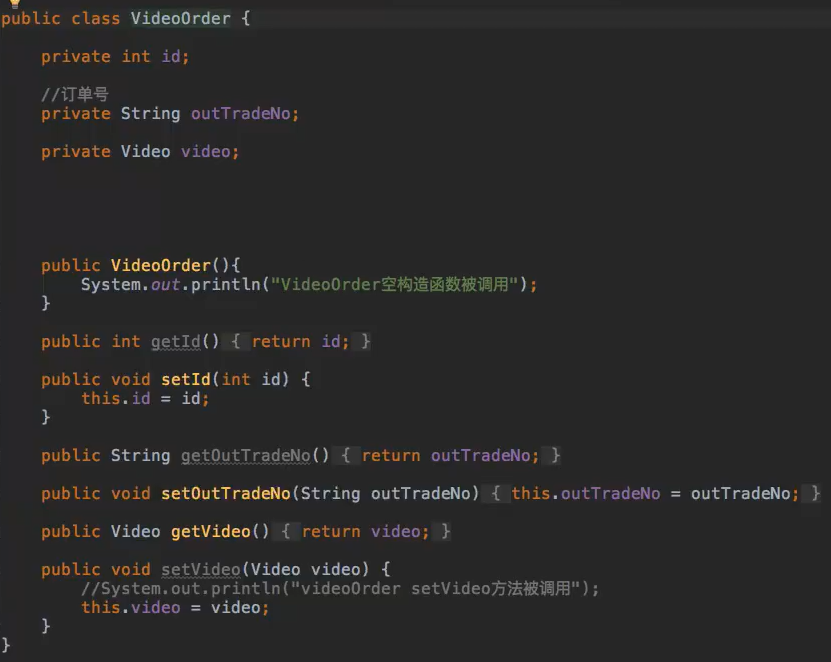 public class VideoOrder {
private int id;
//订单号
private String outTradeNo;
private Video video;
public VideoOrder(){
System.out.println("VideoOrder空构造函数被调用");
}
public int getId() { return id; }
public void setId(int id) {
this.id = id;
}
public String getOutTradeNo() { return outTradeNo; }
public void setOutTradeNo(String outTradeNo) { this.outTradeNo = outTradeNo; }
public Video getVideo() { return video; }
public void setVideo(Video video) {
//System.out.println("videoOrder setVideo方法被调用");
this.video = video;
}
}